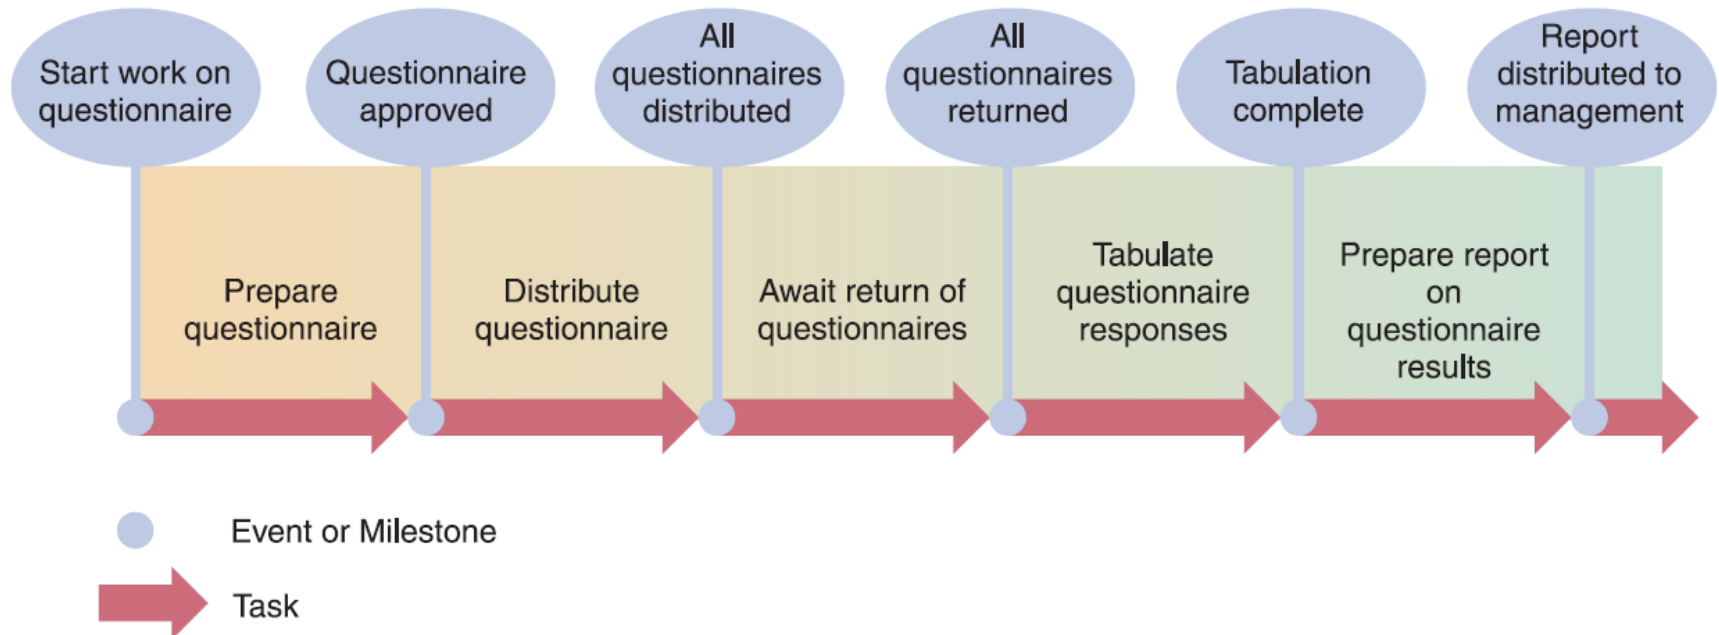 Start work on
questionnaire
Questionnaire
approved
All
questionnaires
distributed
All
questionnaires
returned
Tabulation
complete
Report
distributed to
management
Prepare
questionnaire
Distribute
questionnaire
Await return of
questionnaires
Tabulate
questionnaire
responses
Prepare report
on
questionnaire
results
Event or Milestone
Task